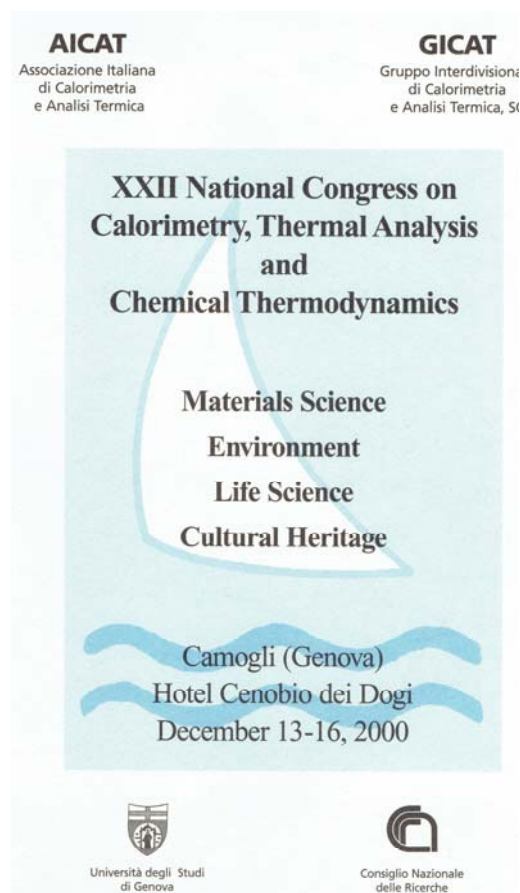 AICAT
Associazione Italiana
di Calorimetria
e Analisi Termica
GICAT
Gruppo Interdivisiona
di Calorimetria
e Analisi Termica, SC
XXII National Congress on
Calorimetry, Thermal Analysis
and
Chemical Thermodynamics
Materials Science
Environment
Life Science
Cultural Heritage
Camogli (Genova)
Hotel Cenobio dei Dogi
December 13-16, 2000
Università degli Studi
di Genova
Consiglio Nazionale
delle Ricerche